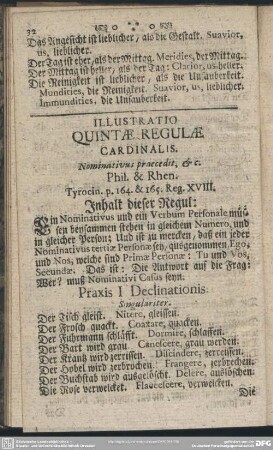 32
Das Angesicht ist lieblicher, als die Gestalt. Suavior,
us, lieblicher.
Der Tag ist eher, als der Mittag. Meridies, der Mittag.
Der Mittag ist heller, als der Tag: Clarior, us, heller.
Die Reinigkeit ist lieblicher, als die Unsauberkeit.
Mundities, die Reinigkeit. Suavior, us, lieblicher.
Immundities, die Unsauberkeit.
ILLUSTRATIO
QUINTÆ REGULÆ
CARDINALIS.
Nominativus praecedit, & c.
Phil. & Rhen.
Tyrocin. p. 164. & 165. Reg. XVIII.
Inhalt dieser Regul:
Ein Nominativus und ein Verbum Personale müs-
sen beysammen stehen in gleichem Numero, und
in gleicher Person: Und ist zu mercken, daß ein jeder
Nominativus tertiæ Personæ sey, ausgenommen Ego,
und Nos, welche sind Primæ Personæ: Tu und Vos,
Secundæ. Das ist: Die Antwort auf die Frag:
Wer? muß Nominativi Casus seyn.
Praxis I Declinationis:
Singulariter.
Der Tisch gleist. Nitere, gleissen.
Der Frosch quackt. Coaxare, quacken.
Der Fuhrmann schläfft. Dormire, schlaffen.
Der Bart wird grau. Canescere, grau werden.
Der Krantz wird zerrissen. Discindere, zerreissen.
Der Hobel wird zerbrochen. Frangere, zerbrechen.
Der Buchstab wird ausgelöscht. Delere, auslöschen.
Die Rose verwelcket. Flaccescere, verwelcken.
Die